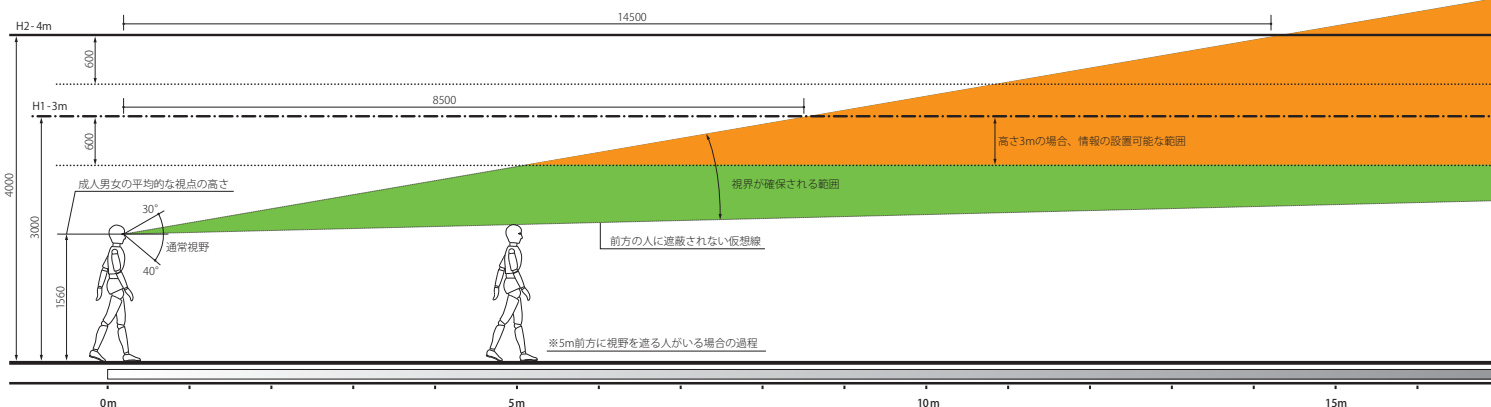 14500
H2-4m
600
H1-3m
8500
600
高さ3mの場合、情報の設置可能な範囲
4000
成人男女の平均的な視点の高さ
視界が確保される範囲
30°
3000
通常視野
前方の人に遮蔽されない仮想線
40°
1560
※5m前方に視野を遮る人がいる場合の過程
0m
5m
10m
15m